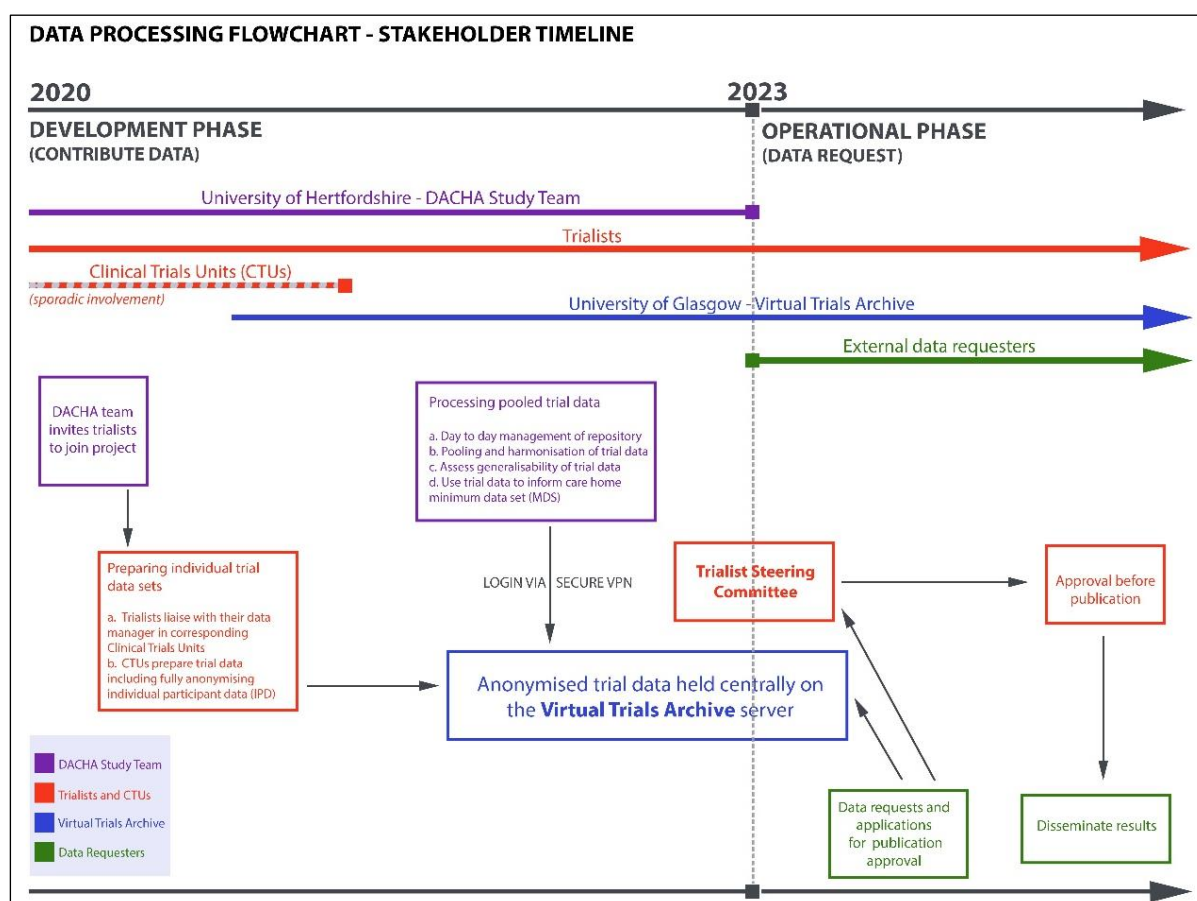 DATA PROCESSING FLOWCHART - STAKEHOLDER TIMELINE
2020
2023
DEVELOPMENT PHASE
(CONTRIBUTE DATA)
OPERATIONAL PHASE
(DATA REQUEST)
University of Hertfordshire - DACHA Study Team
Trialists
Clinical Trials Units (CTUs)
(sporadic involvement)
University of Glasgow - Virtual Trials Archive
External data requesters
DACHA team
invites trialists
to join project
Processing pooled trial data
a. Day to day management of repository
b. Pooling and harmonisation of trial data
c. Assess generalisability of trial data
d. Use trial data to inform care home
minimum data set (MDS)
Preparing individual trial
data sets
a. Trialists liaise with their data
manager in corresponding
Clinical Trials Units
b. CTUs prepare trial data
including fully anonymising
individual participant data (IPD)
LOGIN VIA SECURE VPN
Trialist Steering
Committee
Approval before
publication
Anonymised trial data held centrally on
the Virtual Trials Archive server
DACHA Study Team
Trialists and CTUs
Virtual Trials Archive
Data Requesters
Data requests and
applications
for publication
approval
Disseminate results